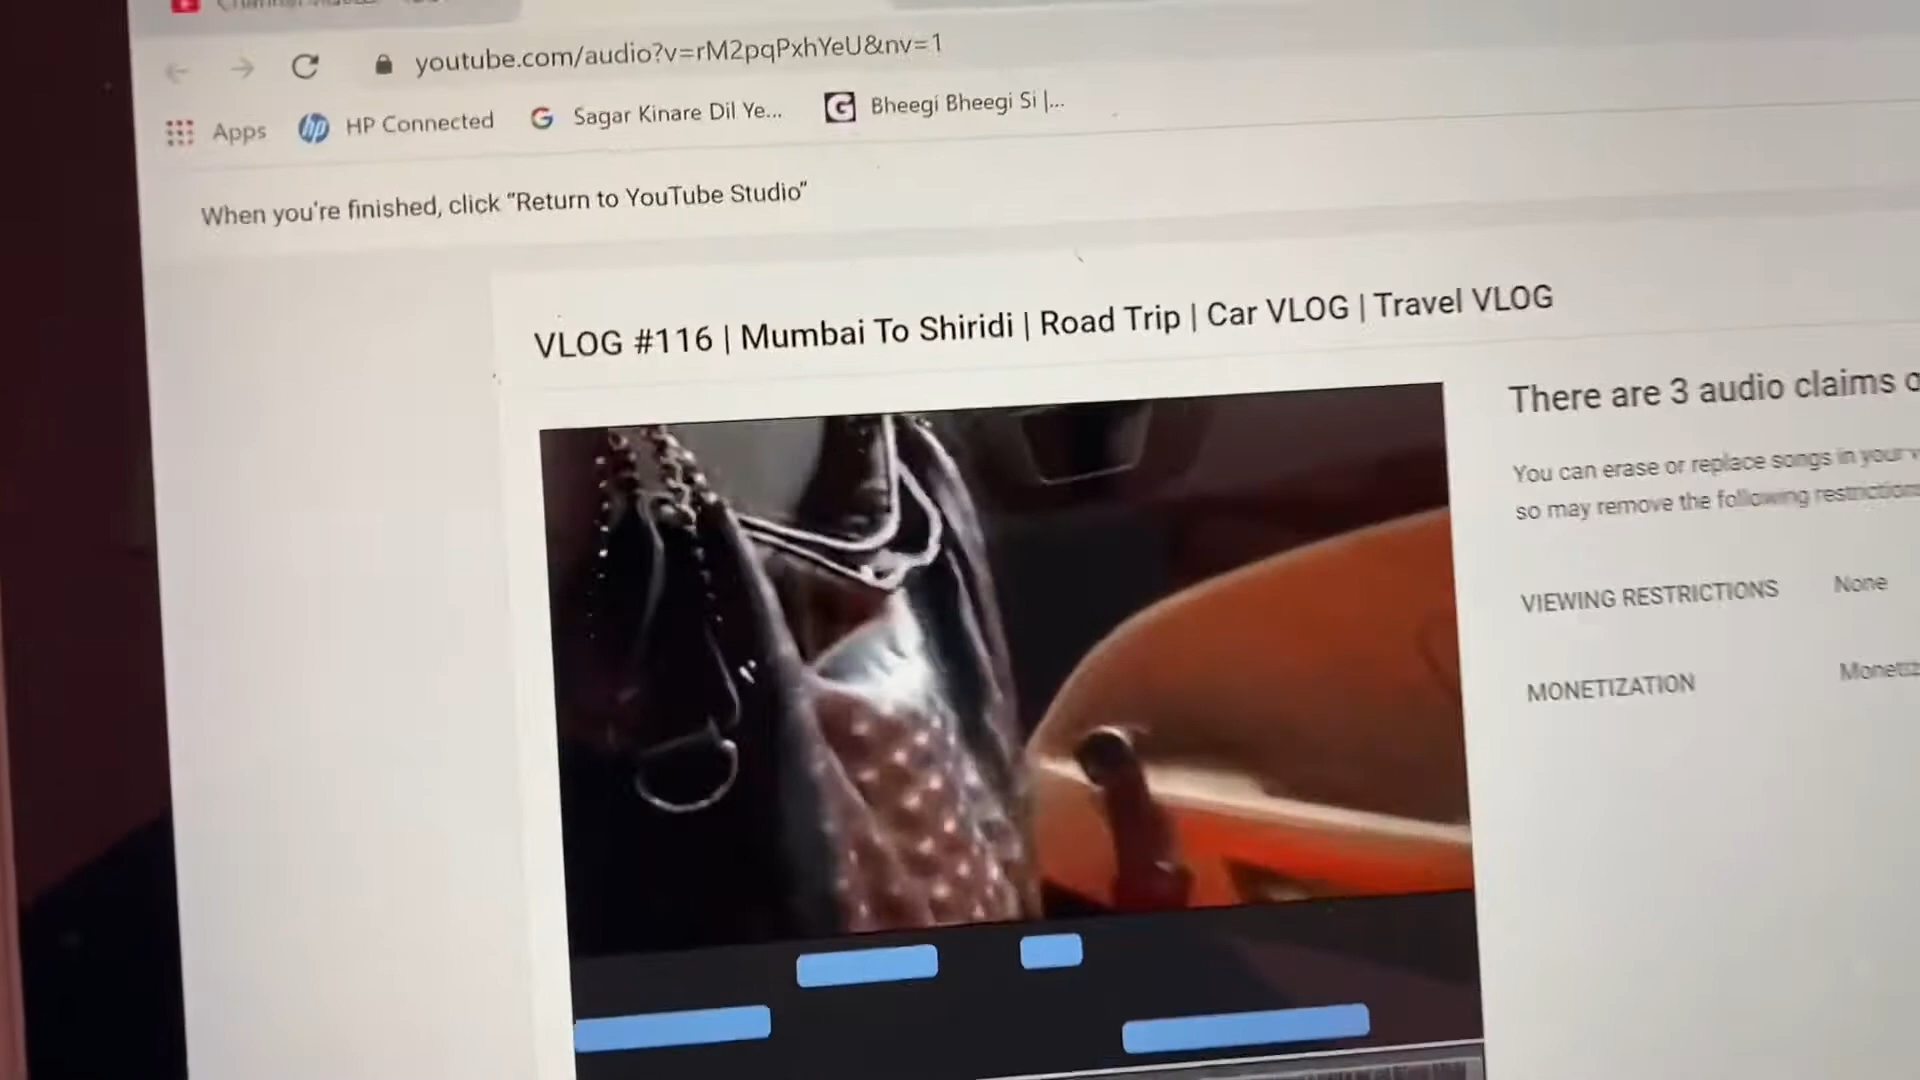 youtube.com/audio?v=rM2pqPxhYeU&nv=1
Apps
hp
HP Connected
G
Sagar Kinare Dil Ye...
G
Bheegi Bheegi Si |...
When you're finished, click "Return to YouTube Studio"
VLOG #116 | Mumbai To Shiridi | Road Trip | Car VLOG | Travel VLOG
There are 3 audio claims
You can erase or replace songs in your
so may remove the following restrictions
VIEWING RESTRICTIONS None
MONETIZATION